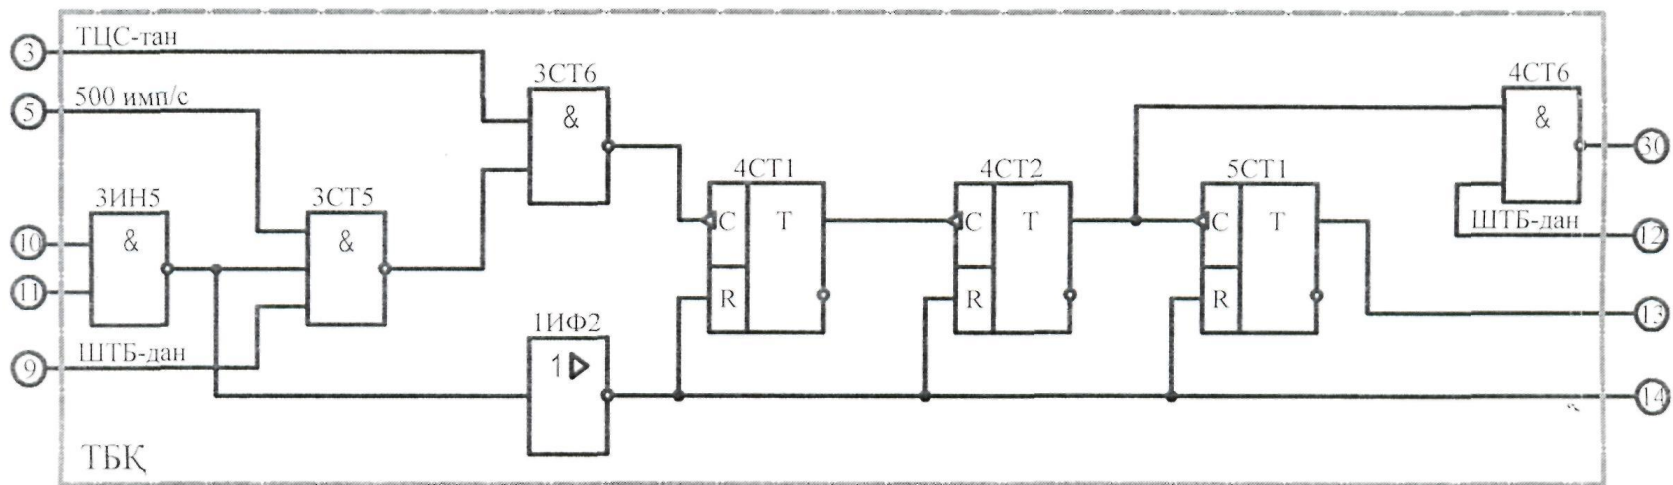 3
ТЦС-тан
3СТ6
4СТ6
5
500 имп/с
&
&
30
3ИН5
3СТ5
4СТ1
4СТ2
5СТ1
&
&
С
Т
С
Т
С
Т
ШТБ-дан
12
10
11
R
R
R
13
9
ШТБ-дан
1ИФ2
1
14
ТБҚ